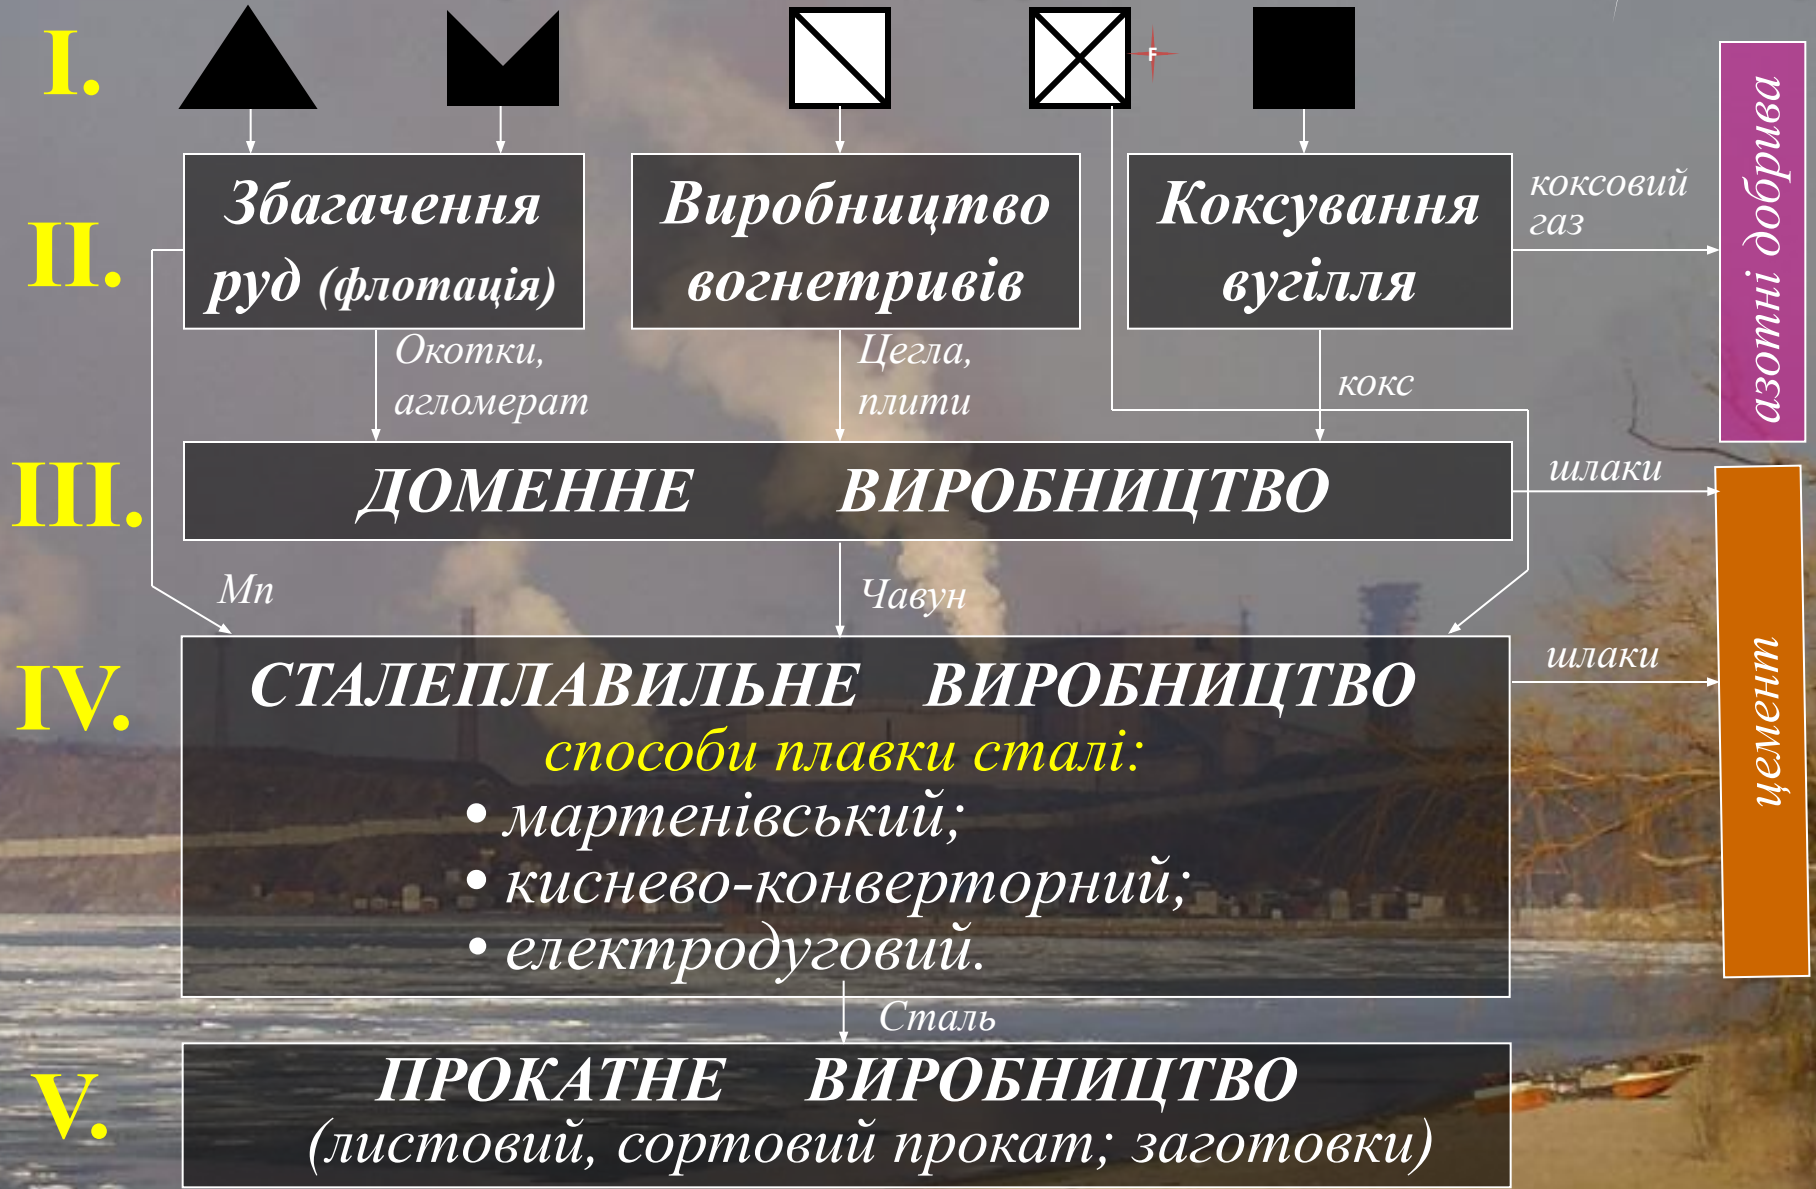 I.
F
II.
Збагачення
руд (флотація)
Виробництво
вогнетривів
Коксування
вугілля
коксовий
газ
азотні добрива
Окотки,
агломерат
Цегла,
плити
кокс
III.
ДОМЕННЕ ВИРОБНИЦТВО
шлаки
Мп
Чавун
IV.
СТАЛЕПЛАВИЛЬНЕ ВИРОБНИЦТВО
способи плавки сталі:
• мартенівський;
• киснево-конверторний;
• електродуговий.
шлаки
цемент
Сталь
V.
ПРОКАТНЕ ВИРОБНИЦТВО
(листовий, сортовий прокат; заготовки)